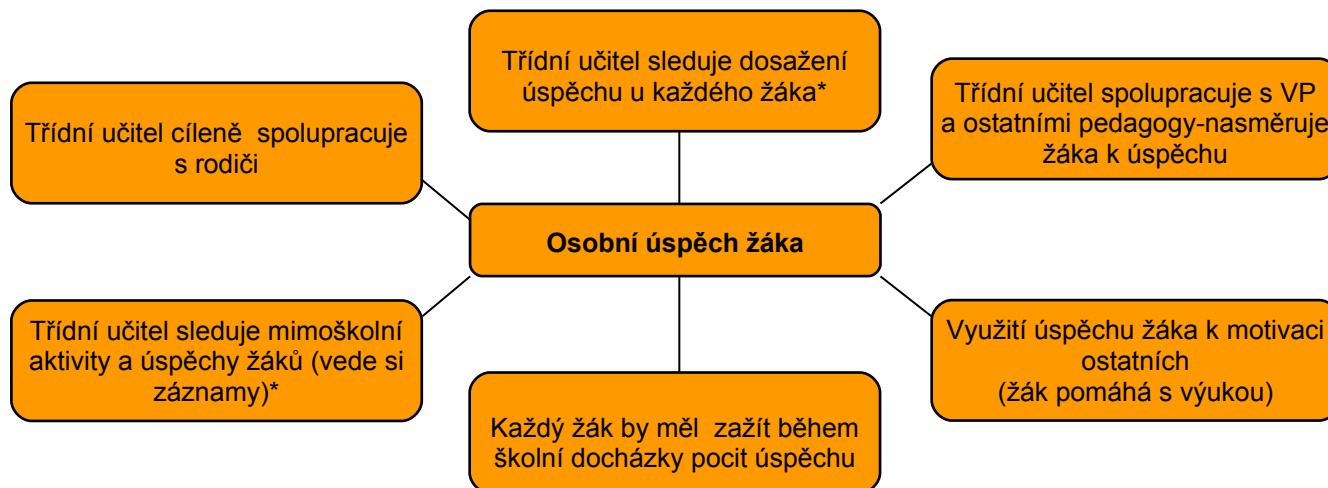 Třídní učitel sleduje dosažení
úspěchu u každého žáka*
Třídní učitel cíleně  spolupracuje
s rodiči
Třídní učitel spolupracuje s VP
a ostatními pedagogy-nasměruje
žáka k úspěchu
Osobní úspěch žáka
Třídní učitel sleduje mimoškolní
aktivity a úspěchy žáků (vede si
záznamy)*
Každý žák by měl  zažít během
školní docházky pocit úspěchu
Využití úspěchu žáka k motivaci
ostatních
(žák pomáhá s výukou)